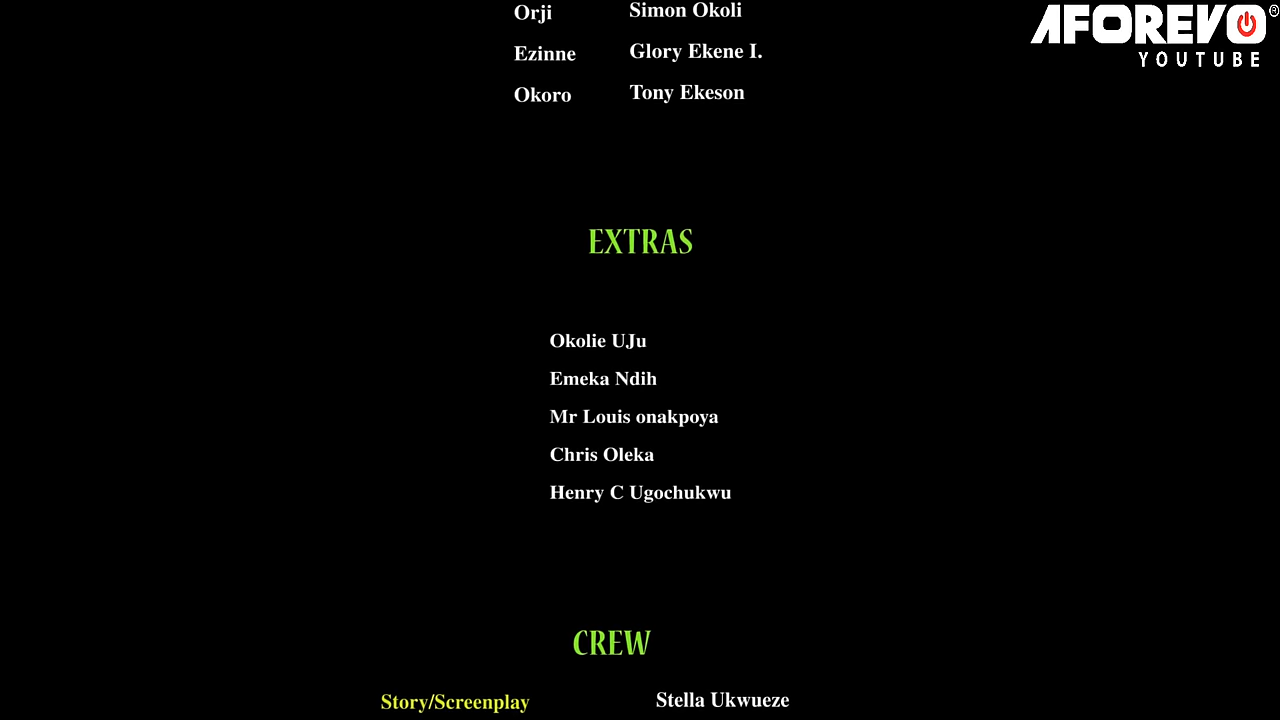 Orji Simon Okoli
AFOREVO®
YOUTUBE
Ezinne Glory Ekene I.
Okoro Tony Ekeson
EXTRAS
Okolie UJu
Emeka Ndih
Mr Louis onakpoya
Chris Oleka
Henry C Ugochukwu
CREW
Story/Screenplay Stella Ukwueze